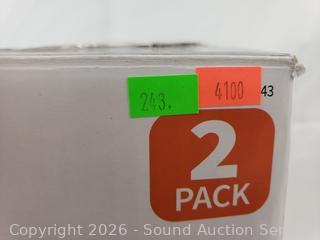 243. 4100 43
2
PACK
Copyright 2026 - Sound Auction Ser